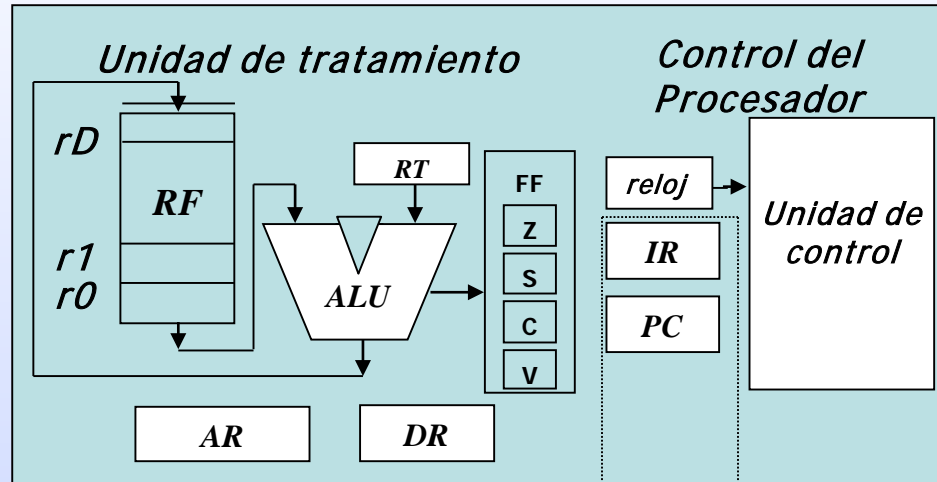 Unidad de tratamiento
Control del
Procesador
rD
RF
r1
r0
RT
ALU
FF
Z
S
C
V
reloj
IR
PC
Unidad de
control
AR
DR